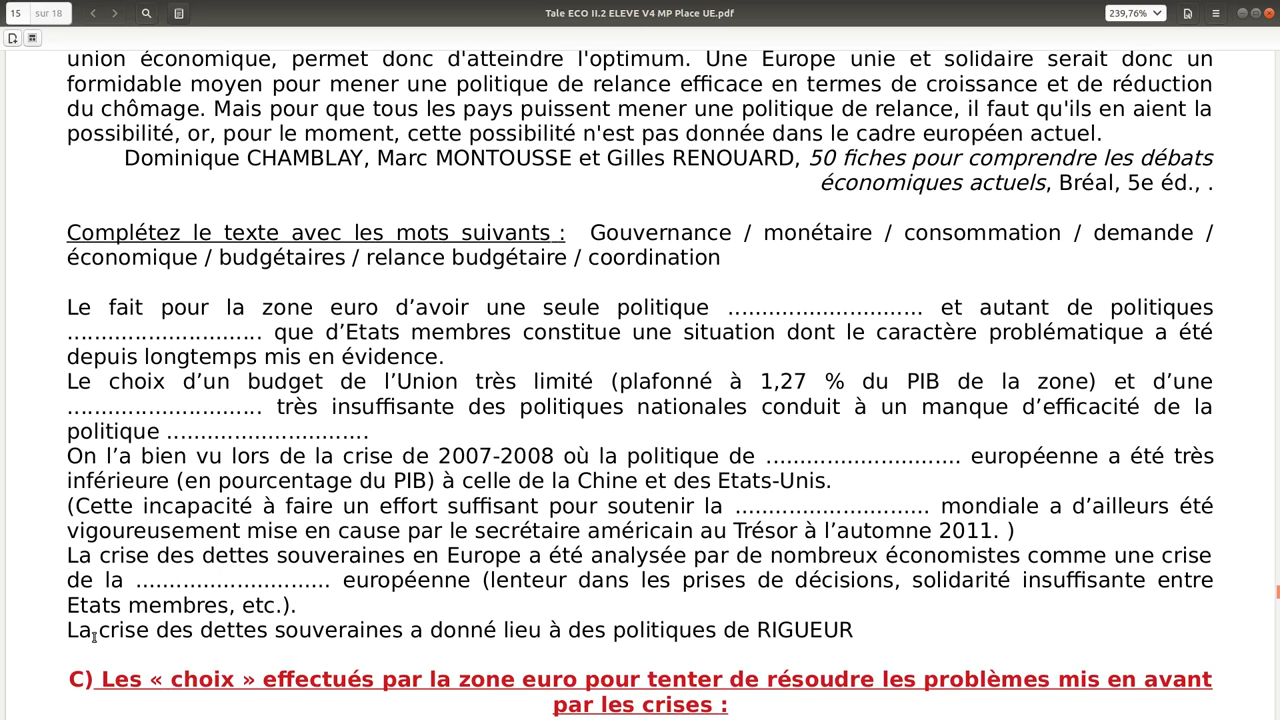 15
sur 18
Tale ECO II.2 ELEVE V4 MP Place UE.pdf
239,76%
union économique, permet donc d'atteindre l'optimum. Une Europe unie et solidaire serait donc un
formidable moyen pour mener une politique de relance efficace en termes de croissance et de réduction
du chômage. Mais pour que tous les pays puissent mener une politique de relance, il faut qu'ils en aient la
possibilité, or, pour le moment, cette possibilité n'est pas donnée dans le cadre européen actuel.
Dominique CHAMBLAY, Marc MONTOUSSE et Gilles RENOUARD, 50 fiches pour comprendre les débats
économiques actuels, Bréal, 5e éd., .
Complétez le texte avec les mots suivants : Gouvernance / monétaire / consommation / demande /
économique / budgétaires / relance budgétaire / coordination
Le fait pour la zone euro d’avoir une seule politique ............................. et autant de politiques
............................. que d’Etats membres constitue une situation dont le caractère problématique a été
depuis longtemps mis en évidence.
Le choix d’un budget de l’Union très limité (plafonné à 1,27 % du PIB de la zone) et d’une
............................. très insuffisante des politiques nationales conduit à un manque d’efficacité de la
politique ..............................
On l’a bien vu lors de la crise de 2007-2008 où la politique de ............................. européenne a été très
inférieure (en pourcentage du PIB) à celle de la Chine et des Etats-Unis.
(Cette incapacité à faire un effort suffisant pour soutenir la ............................. mondiale a d’ailleurs été
vigoureusement mise en cause par le secrétaire américain au Trésor à l’automne 2011. )
La crise des dettes souveraines en Europe a été analysée par de nombreux économistes comme une crise
de la ............................. européenne (lenteur dans les prises de décisions, solidarité insuffisante entre
Etats membres, etc.).
La crise des dettes souveraines a donné lieu à des politiques de RIGUEUR
C) Les « choix » effectués par la zone euro pour tenter de résoudre les problèmes mis en avant
par les crises :